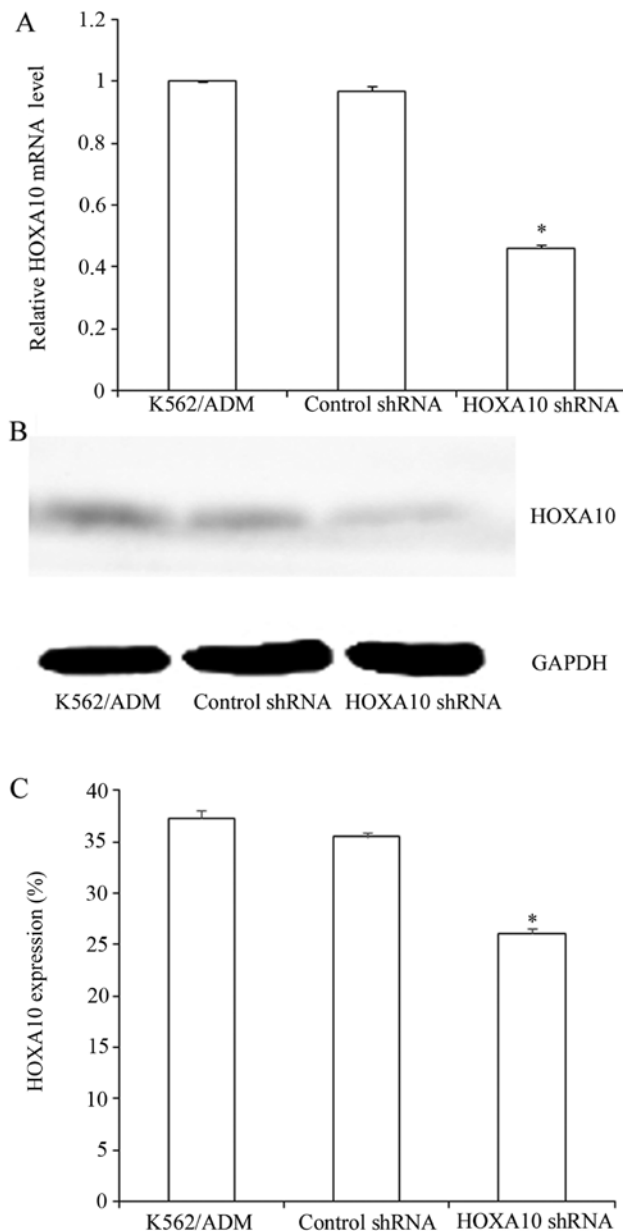 A
Relative HOXA10 mRNA level
1.2
1
0.8
0.6
0.4
0.2
0
*
K562/ADM Control shRNA HOXA10 shRNA
B
HOXA10
GAPDH
K562/ADM Control shRNA HOXA10 shRNA
C
HOXA10 expression (%)
40
35
30
25
20
15
10
5
0
*
K562/ADM Control shRNA HOXA10 shRNA